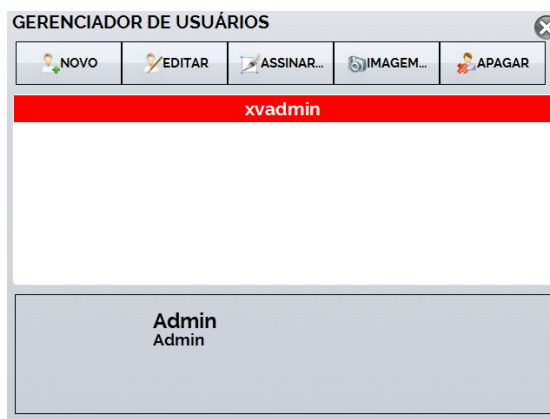 GERENCIADOR DE USUÁRIOS
NOVO EDITAR ASSINAR... IMAGEM... APAGAR
xvadmin
Admin
Admin